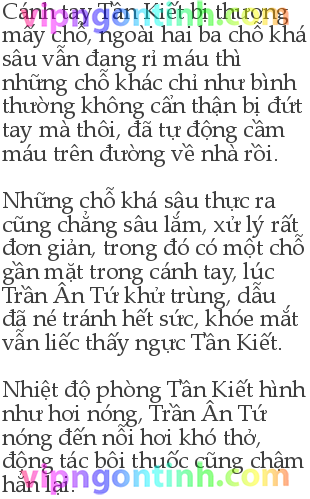 Cánh tay Tần Kiết bị thương
mấy chỗ, ngoài hai ba chỗ khá
sâu vẫn đang rỉ máu thì
những chỗ khác chỉ như bình
thường không cẩn thận bị đứt
tay mà thôi, đã tự động cầm
máu trên đường về nhà rồi.
Những chỗ khá sâu thực ra
cũng chẳng sâu lắm, xử lý rất
đơn giản, trong đó có một chỗ
gần mặt trong cánh tay, lúc
Trần Ân Tứ khử trùng, dẫu
đã né tránh hết sức, khóe mắt
vẫn liếc thấy ngực Tần Kiết.
Nhiệt độ phòng Tần Kiết hình
như hơi nóng, Trần Ân Tứ
nóng đến nỗi hơi khó thở,
động tác bôi thuốc cũng chậm
hẳn lại.
vipngontinh.com
vipngontinh.com